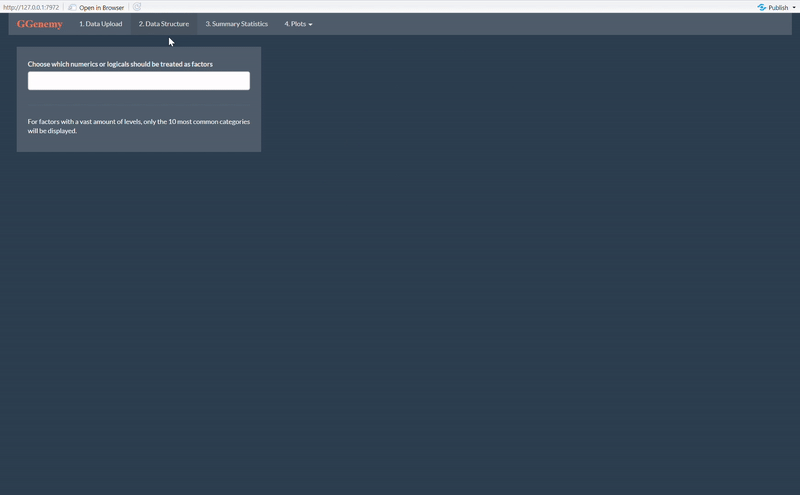 http://127.0.0.1:7972 Open in Browser Publish
GGenemy 1. Data Upload 2. Data Structure 3. Summary Statistics 4. Plots
Choose which numerics or logicals should be treated as factors
For factors with a vast amount of levels, only the 10 most common categories
will be displayed.